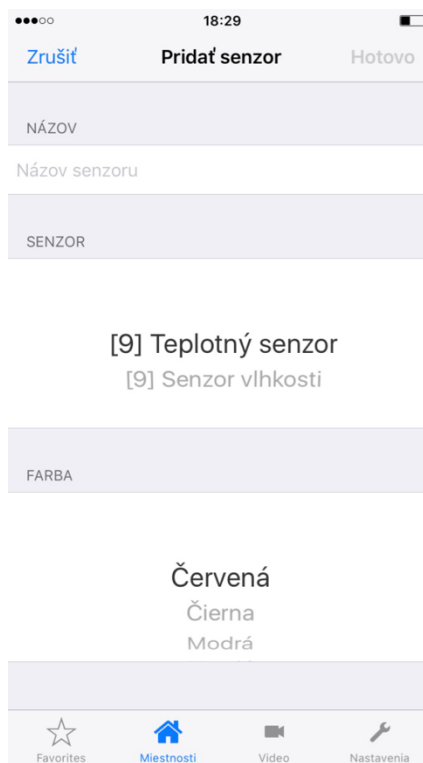 18:29
Zrušiť Pridať senzor Hotovo
NÁZOV
Názov senzoru
SENZOR
[9] Teplotný senzor
[9] Senzor vlhkosti
FARBA
Červená
Čierna
Modrá
Favorites Miestnosti Video Nastavenia